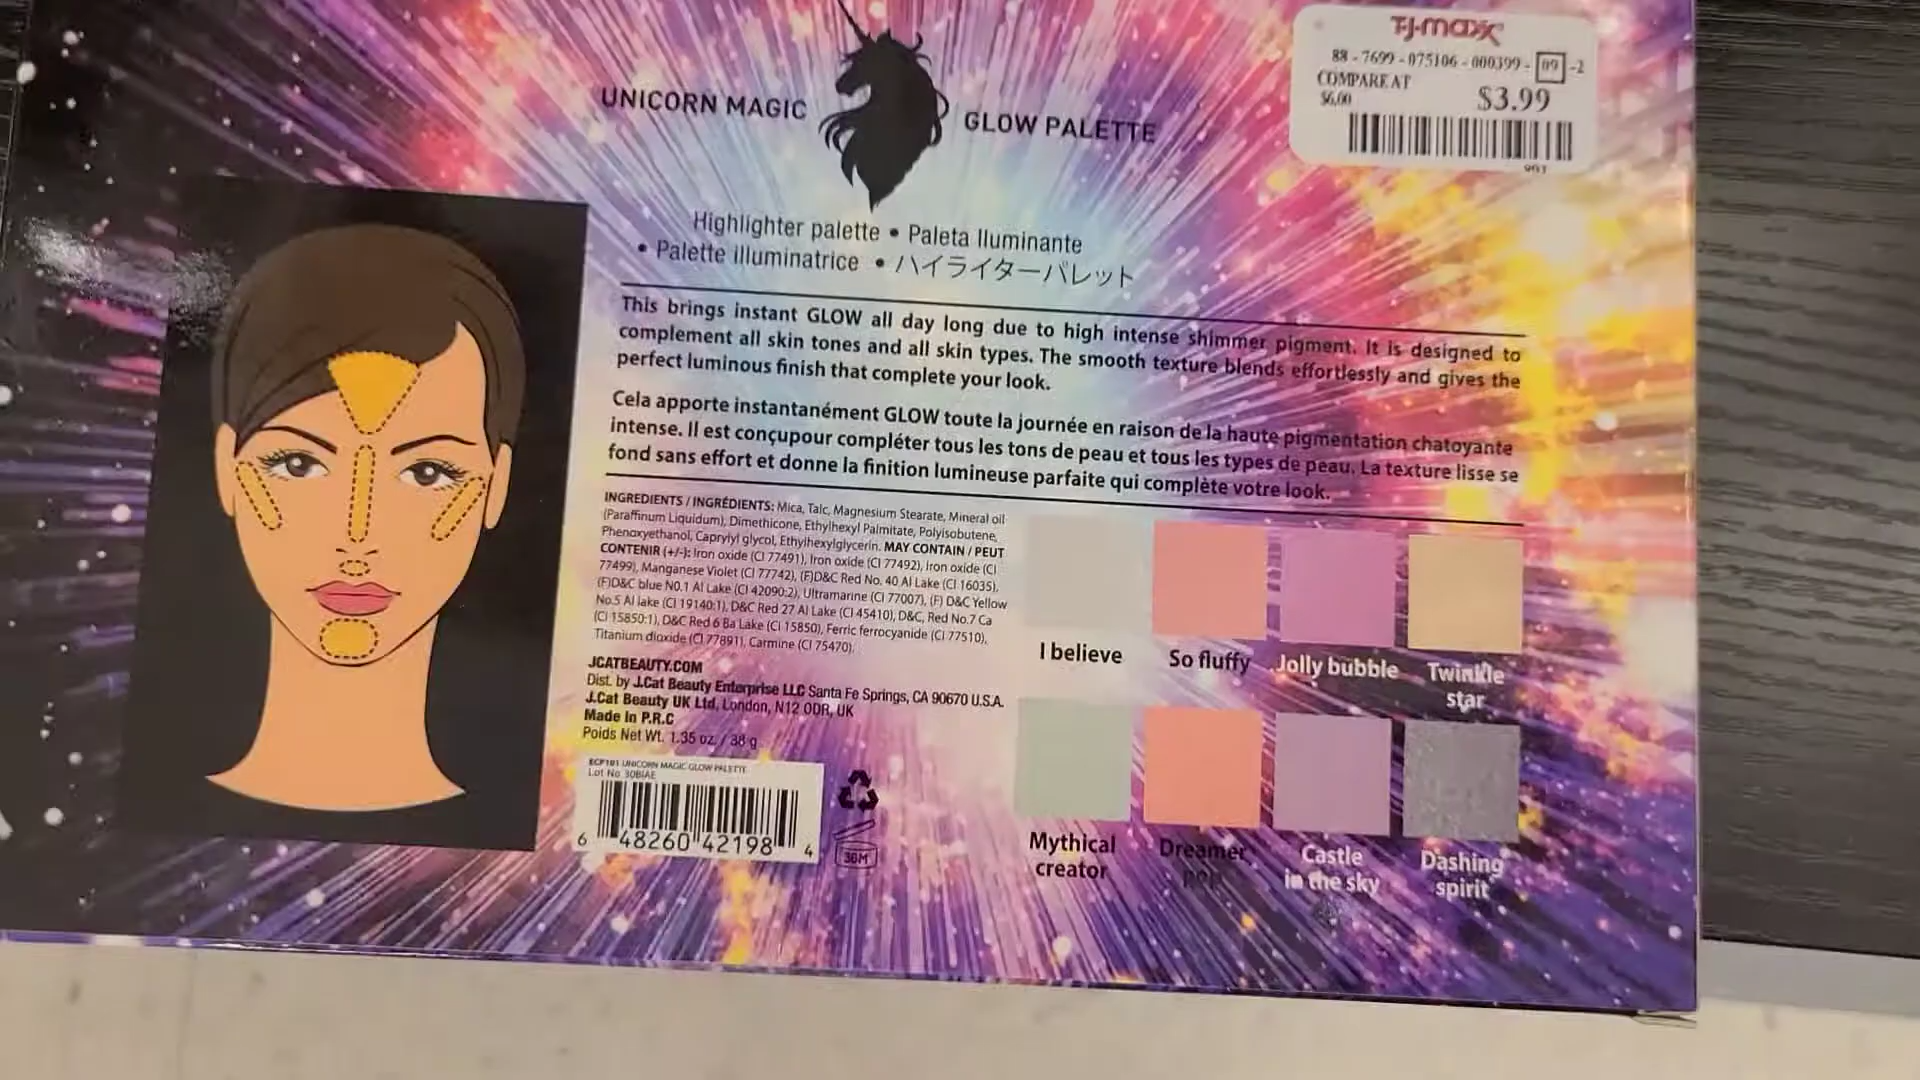 TJ-maxx
88 - 7699 - 075106 - 000399 - 09 -2
COMPARE AT
$6.00
$3.99
UNICORN MAGIC GLOW PALETTE
Highlighter palette • Paleta Iluminante
• Palette illuminatrice • ハイライターパレット
This brings instant GLOW all day long due to high intense shimmer pigment. It is designed to
complement all skin tones and all skin types. The smooth texture blends effortlessly and gives the
perfect luminous finish that complete your look.
Cela apporte instantanément GLOW toute la journée en raison de la haute pigmentation chatoyante
intense. Il est conçupour compléter tous les tons de peau et tous les types de peau. La texture lisse se
fond sans effort et donne la finition lumineuse parfaite qui complète votre look.
INGREDIENTS / INGRÉDIENTS: Mica, Talc, Magnesium Stearate, Mineral oil
(Paraffinum Liquidum), Dimethicone, Ethylhexyl Palmitate, Polyisobutene,
Phenoxyethanol, Caprylyl glycol, Ethylhexylglycerin. MAY CONTAIN / PEUT
CONTENIR (+/-): Iron oxide (CI 77491), Iron oxide (CI 77492), Iron oxide (CI
77499), Manganese Violet (CI 77742), (F)D&C Red No. 40 Al Lake (CI 16035),
(F)D&C blue N0.1 Al Lake (CI 42090:2), Ultramarine (CI 77007), (F) D&C Yellow
No.5 Al lake (CI 19140:1), D&C Red 27 Al Lake (CI 45410), D&C, Red No.7 Ca
(CI 15850:1), D&C Red 6 Ba Lake (CI 15850), Ferric ferrocyanide (CI 77510),
Titanium dioxide (CI 77891), Carmine (CI 75470).
JCATBEAUTY.COM
Dist. by J.Cat Beauty Enterprise LLC Santa Fe Springs, CA 90670 U.S.A.
J.Cat Beauty UK Ltd, London, N12 0DR, UK
Made In P.R.C
Poids Net Wt. 1.35 oz. / 38 g
ECP101 UNICORN MAGIC GLOW PALETTE
Lot No. 30BIAE
6 48260 42198 4
36M
I believe
So fluffy
Jolly bubble
Twinkle
star
Mythical
creator
Dreamer
Castle
in the sky
Dashing
spirit